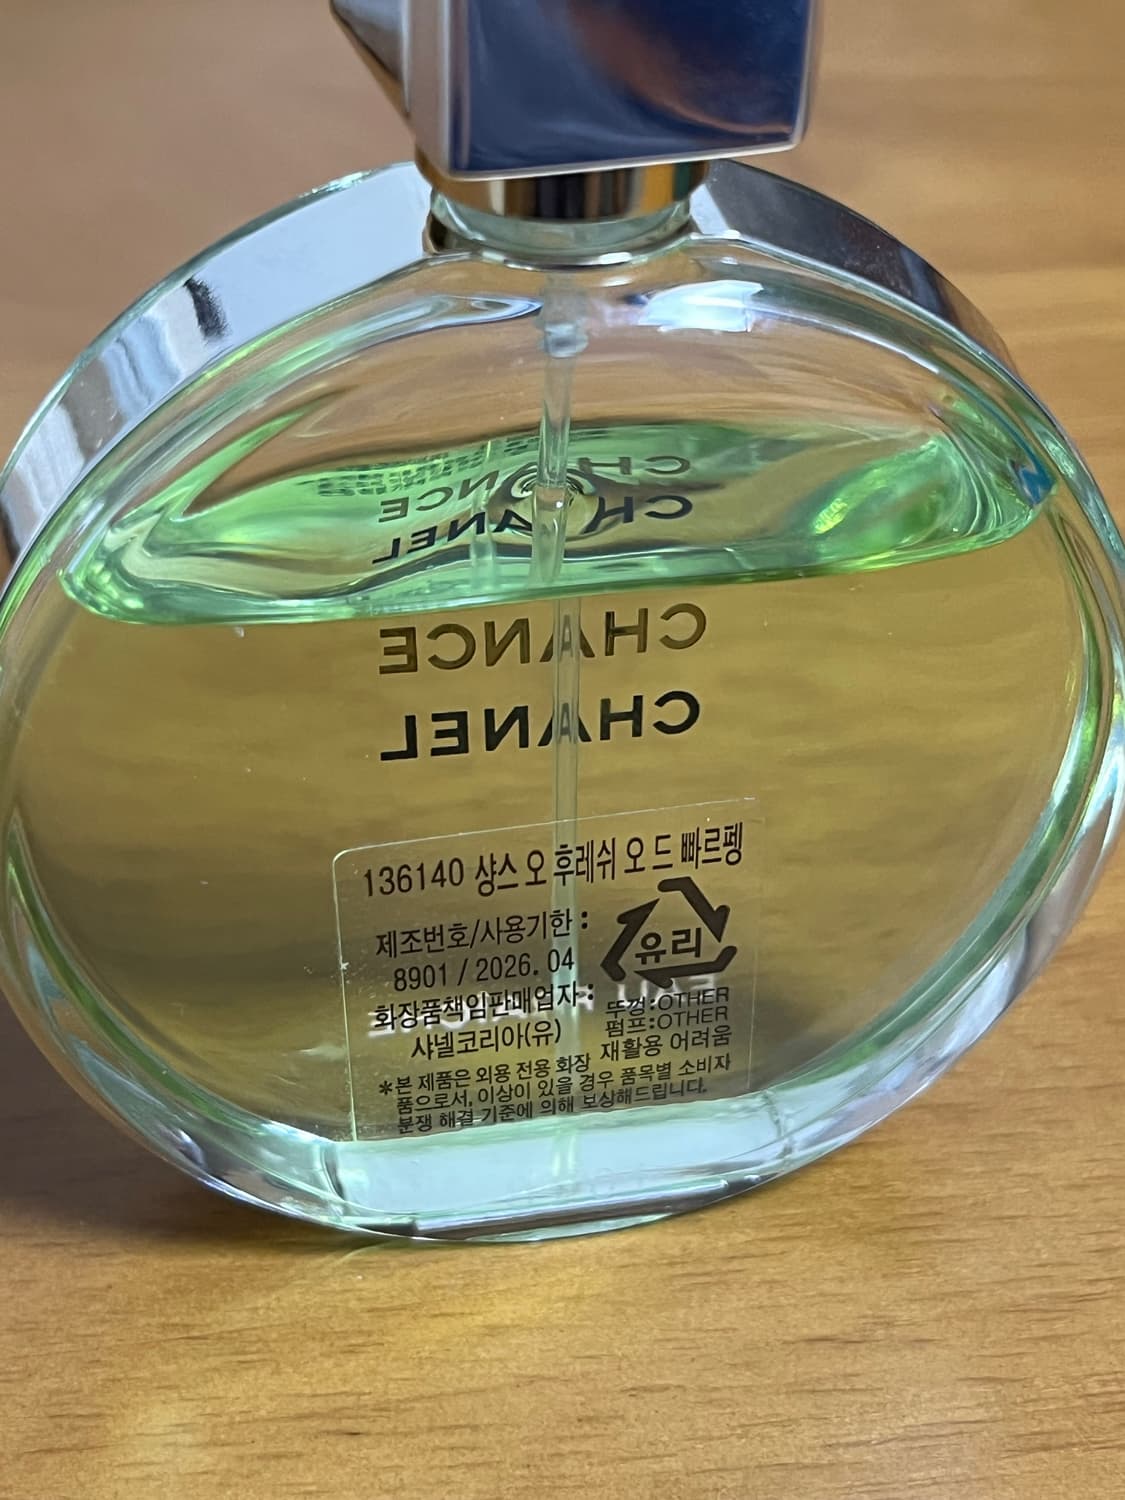 CHANCE
CHANEL
CHANCE
CHANEL
136140 샹스 오 후레쉬 오 드 빠르펭
제조번호/사용기한 :
8901 / 2026. 04
화장품책임판매업자 :
샤넬코리아(유)
유리
뚜껑:OTHER
펌프:OTHER
재활용 어려움
*본 제품은 외용 전용 화장
품으로서, 이상이 있을 경우 품목별 소비자
분쟁 해결 기준에 의해 보상해드립니다.